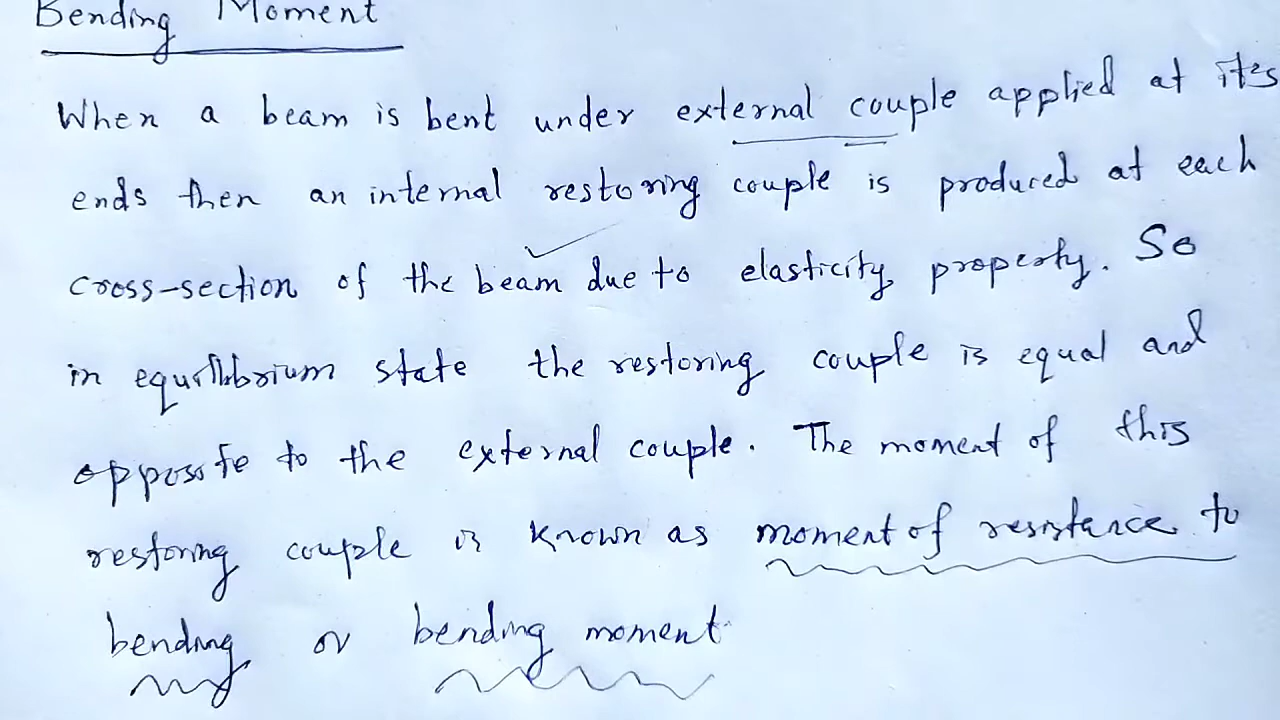 Bending Moment
When a beam is bent under external couple applied at it's
ends then an internal restoring couple is produced at each
cross-section of the beam due to elasticity property. So
in equilibrium state the restoring couple is equal and
opposite to the external couple. The moment of this
restoring couple is known as moment of resistance to
bending or bending moment